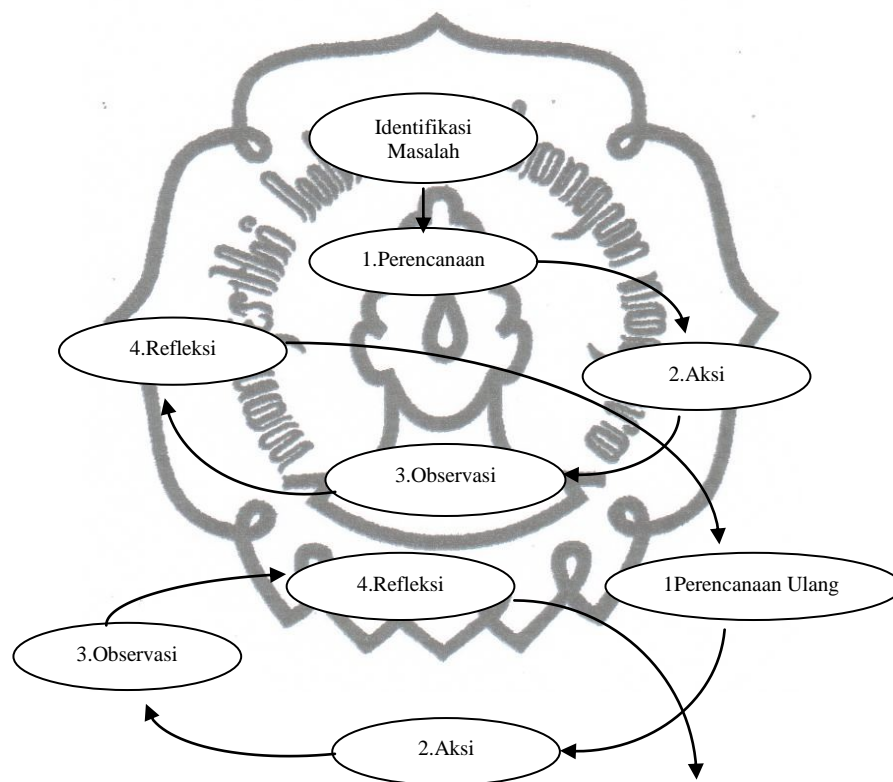 Identifikasi
Masalah
1.Perencanaan
2.Aksi
3.Observasi
4.Refleksi
1Perencanaan Ulang
2.Aksi
3.Observasi
4.Refleksi